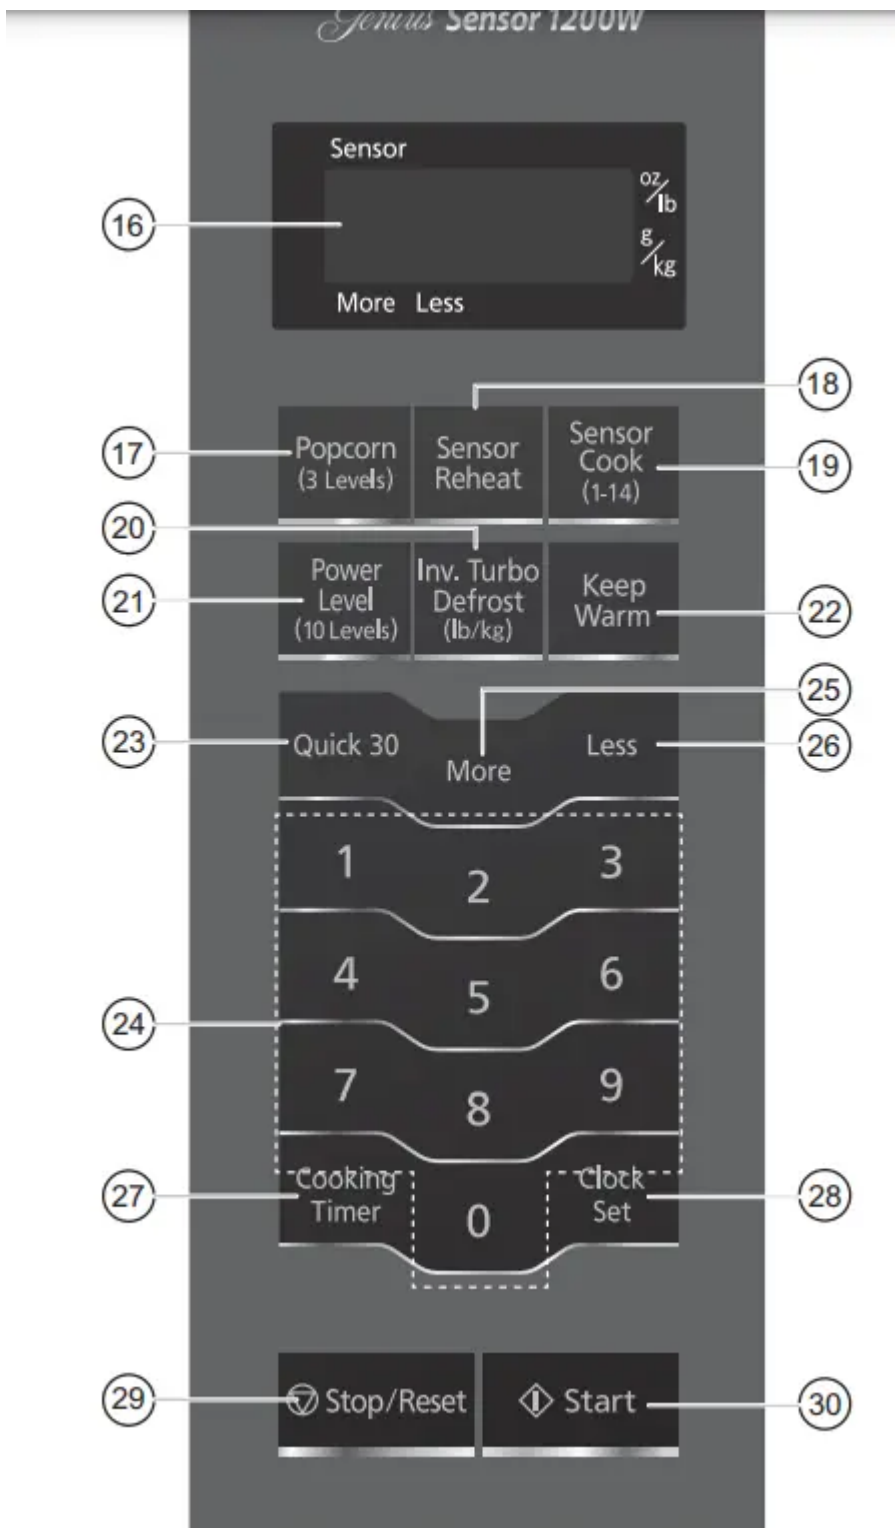 Genius Sensor 1200W
Sensor
oz/lb
16
g/kg
More Less
18
17
Popcorn
(3 Levels)
Sensor
Reheat
Sensor
Cook
(1-14)
19
20
21
Power
Level
(10 Levels)
Inv. Turbo
Defrost
(lb/kg)
Keep
Warm
22
25
23
Quick 30
More
Less
26
1
2
3
4
5
6
24
7
8
9
27
Cooking
Timer
0
Clock
Set
28
29
Stop/Reset
Start
30